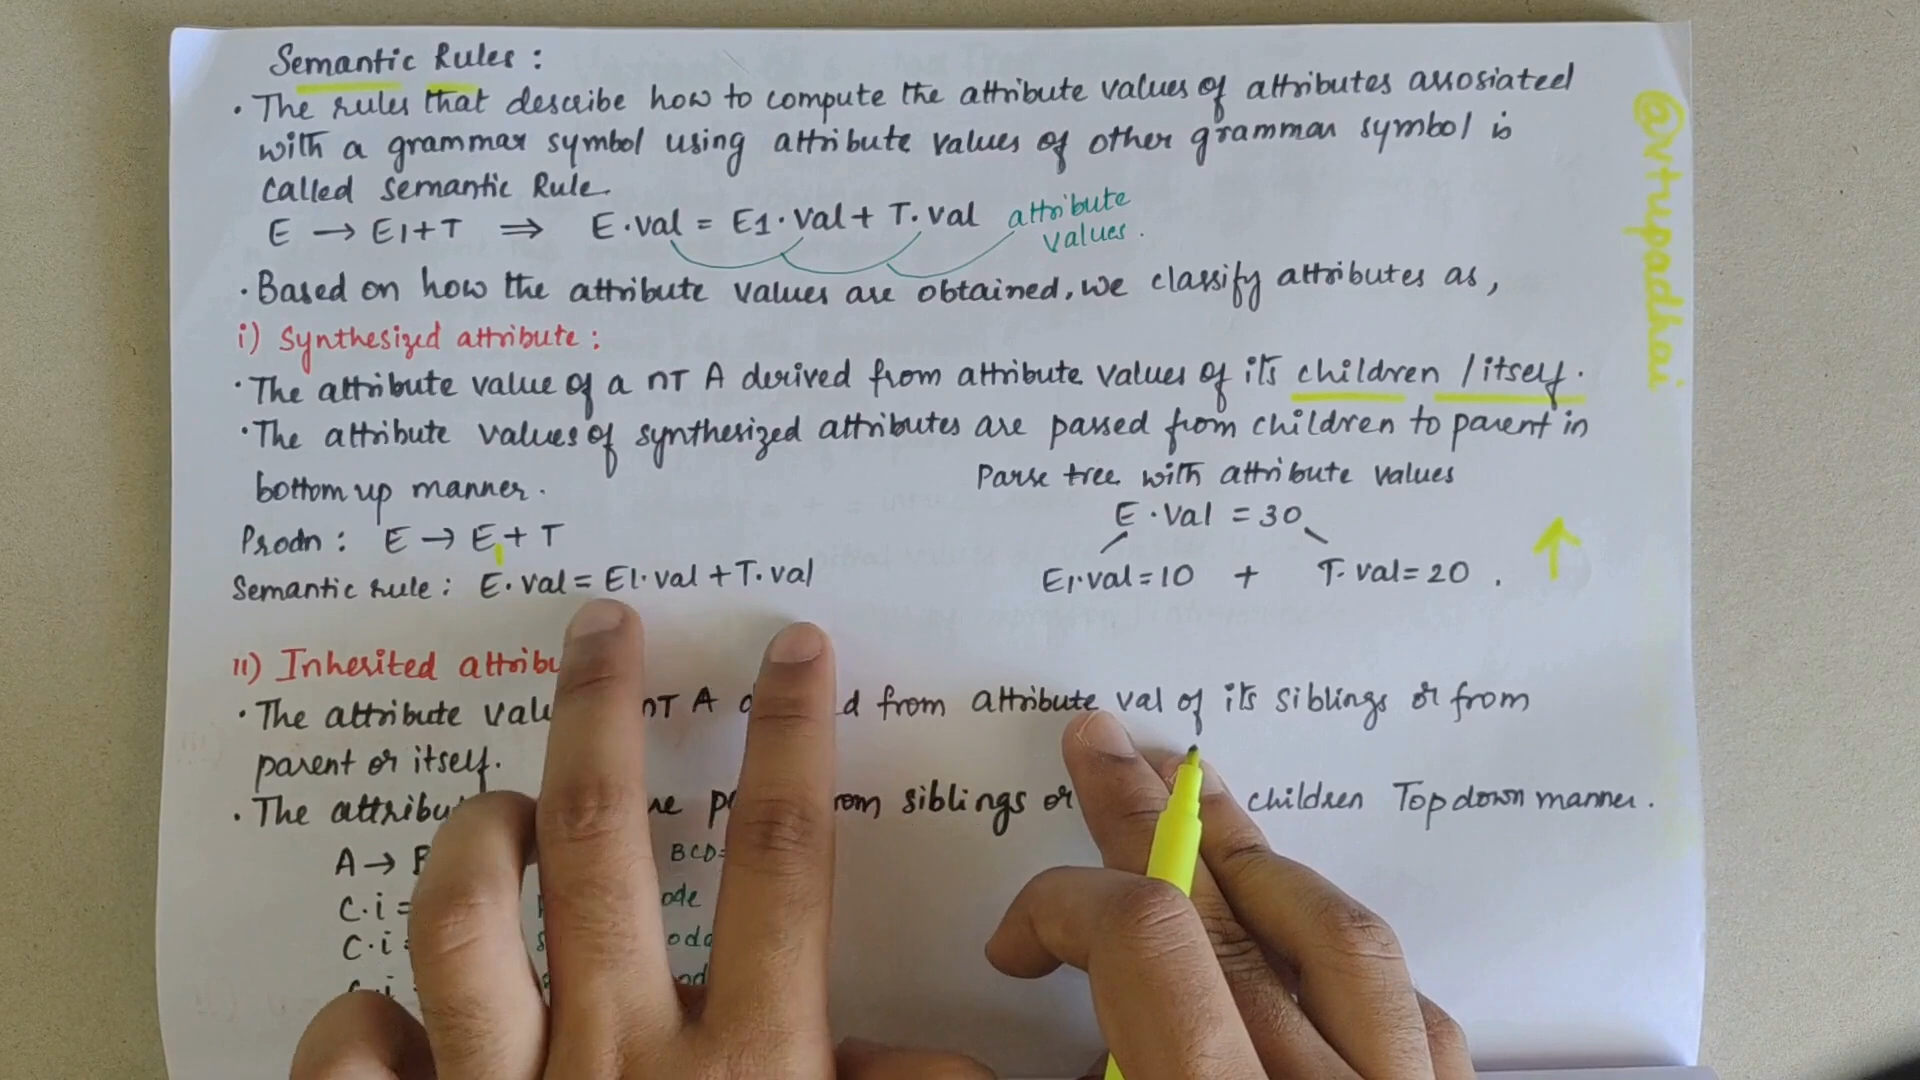 Semantic Rules :
• The rules that describe how to compute the attribute values of attributes assosiated
with a grammar symbol using attribute values of other grammar symbol is
called semantic Rule.
E → E1+T ⇒ E.val = E1.val + T.val attribute
values.
• Based on how the attribute values are obtained, we classify attributes as,
i) Synthesized attribute :
• The attribute value of a nT A derived from attribute values of its children / itself.
• The attribute values of synthesized attributes are passed from children to parent in
bottom up manner.
Parse tree with attribute values
E.val = 30
Prodn : E → E1+ T
E1.val=10 + T.val=20 .
Semantic rule : E.val = E1.val + T.val
ii) Inherited
• The attribute nT A from attribute val of its siblings or from
parent or itself.
• The siblings or children Top down manner.
A → BCD
C.i =
C.i
C.i
@vtupadhai